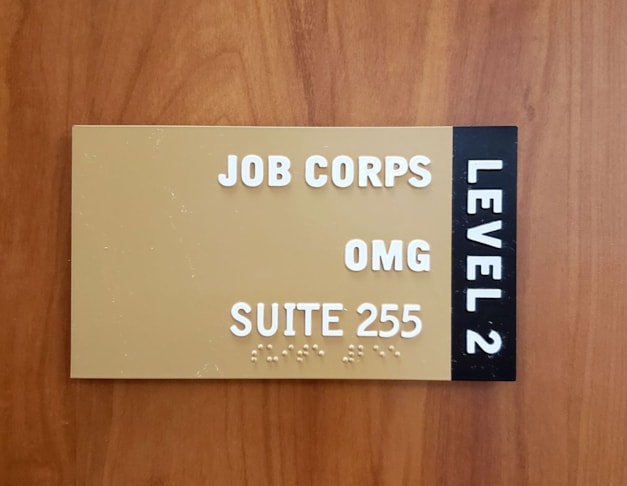 JOB CORPS
OMG
SUITE 255
LEVEL 2